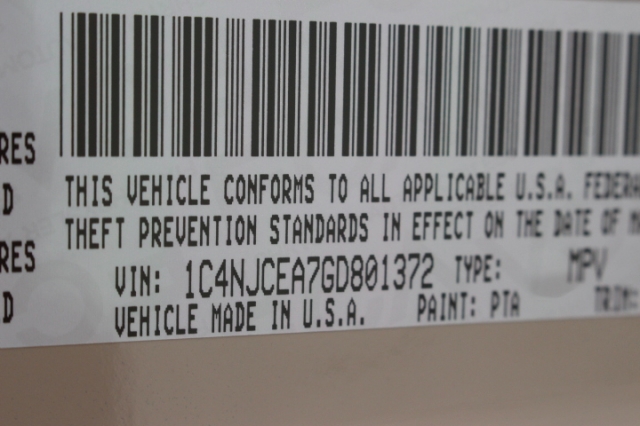 RES
D
RES
D
THIS VEHICLE CONFORMS TO ALL APPLICABLE U.S.A. FEDERA
THEFT PREVENTION STANDARDS IN EFFECT ON THE DATE OF
VIN: 1C4NJCEA7GD801372 TYPE: MPV
VEHICLE MADE IN U.S.A. PAINT: PTA TRIM: